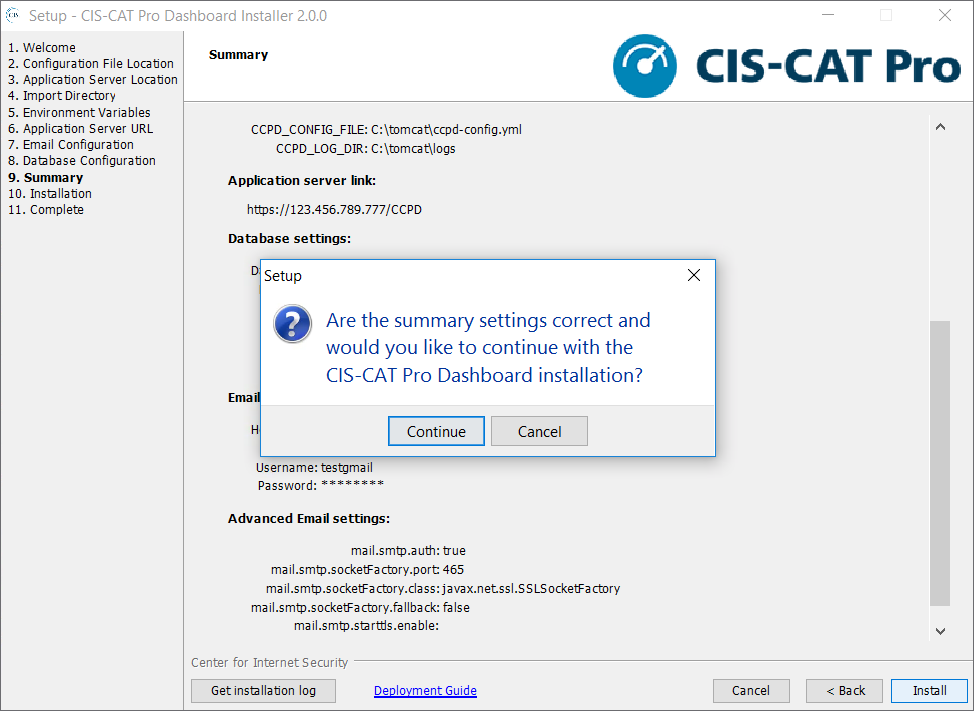 CIS Setup - CIS-CAT Pro Dashboard Installer 2.0.0
1. Welcome
2. Configuration File Location
3. Application Server Location
4. Import Directory
5. Environment Variables
6. Application Server URL
7. Email Configuration
8. Database Configuration
9. Summary
10. Installation
11. Complete
Summary
CIS-CAT Pro
CCPD_CONFIG_FILE: C:\tomcat\ccpd-config.yml
CCPD_LOG_DIR: C:\tomcat\logs
Application server link:
https://123.456.789.777/CCPD
Database settings:
Setup
Are the summary settings correct and
would you like to continue with the
CIS-CAT Pro Dashboard installation?
Continue Cancel
Email
Username: testgmail
Password: ********
Advanced Email settings:
mail.smtp.auth: true
mail.smtp.socketFactory.port: 465
mail.smtp.socketFactory.class: javax.net.ssl.SSLSocketFactory
mail.smtp.socketFactory.fallback: false
mail.smtp.starttls.enable:
Center for Internet Security
Get installation log Deployment Guide Cancel < Back Install